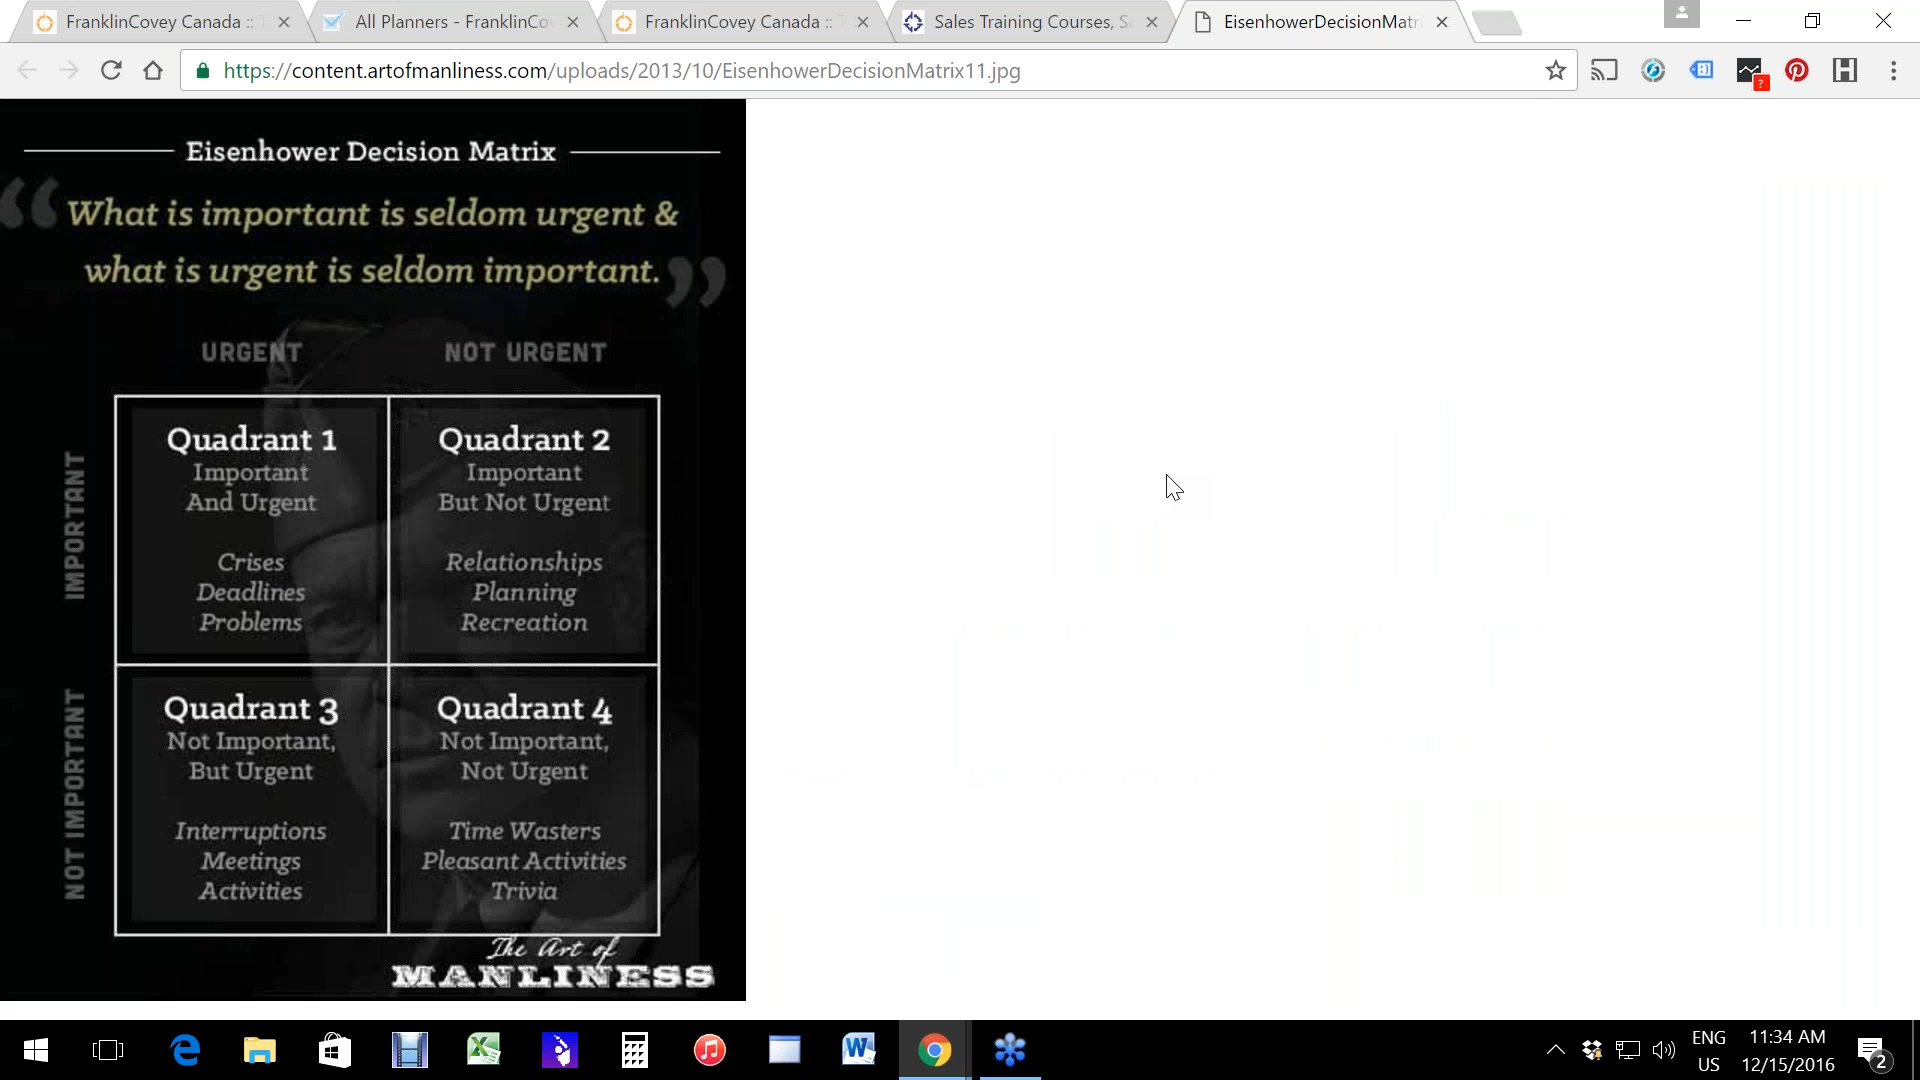 FranklinCovey Canada ::
All Planners - FranklinCo
FranklinCovey Canada ::
Sales Training Courses, S
EisenhowerDecisionMatri
https://content.artofmanliness.com/uploads/2013/10/EisenhowerDecisionMatrix11.jpg
Eisenhower Decision Matrix
“What is important is seldom urgent &
what is urgent is seldom important.”
URGENT NOT URGENT
IMPORTANT
Quadrant 1
Important
And Urgent
Crises
Deadlines
Problems
Quadrant 2
Important
But Not Urgent
Relationships
Planning
Recreation
NOT IMPORTANT
Quadrant 3
Not Important,
But Urgent
Interruptions
Meetings
Activities
Quadrant 4
Not Important,
Not Urgent
Time Wasters
Pleasant Activities
Trivia
The Art of
MANLINESS
ENG
US
11:34 AM
12/15/2016
2